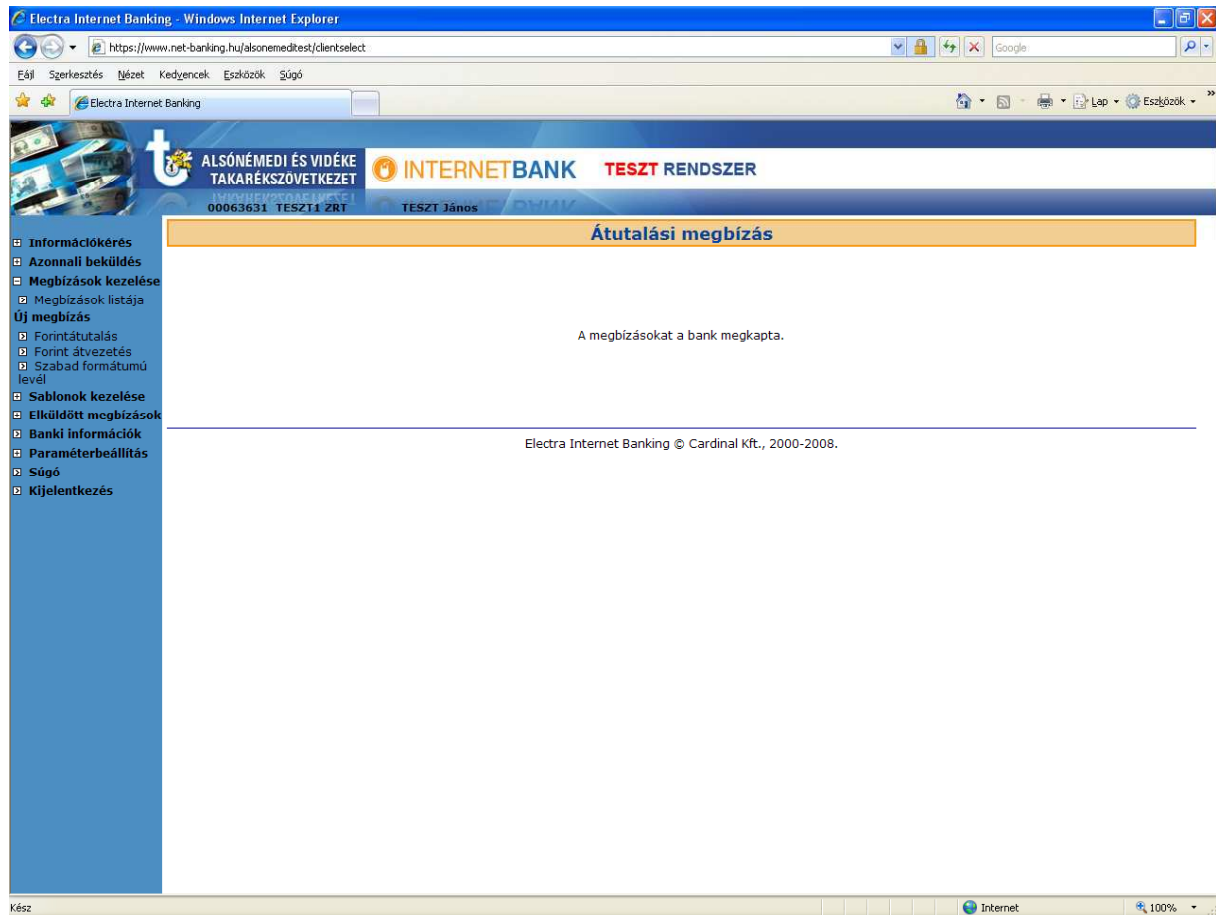 Electra Internet Banking - Windows Internet Explorer
https://www.net-banking.hu/alsonemeditest/clientselect
Google
Fájl Szerkesztés Nézet Kedvencek Eszközök Súgó
Electra Internet Banking
Lap Eszközök
ALSÓNÉMEDI ÉS VIDÉKE
TAKARÉKSZÖVETKEZET
INTERNETBANK
TESZT RENDSZER
00063631 TESZT1 ZRT
TESZT János
Átutalási megbízás
Információkérés
Azonnali beküldés
Megbízások kezelése
Megbízások listája
Új megbízás
Forintátutalás
Forint átvezetés
Szabad formátumú
levél
Sablonok kezelése
Elküldött megbízások
Banki információk
Paraméterbeállítás
Súgó
Kijelentkezés
A megbízásokat a bank megkapta.
Electra Internet Banking © Cardinal Kft., 2000-2008.
Kész
Internet
100%